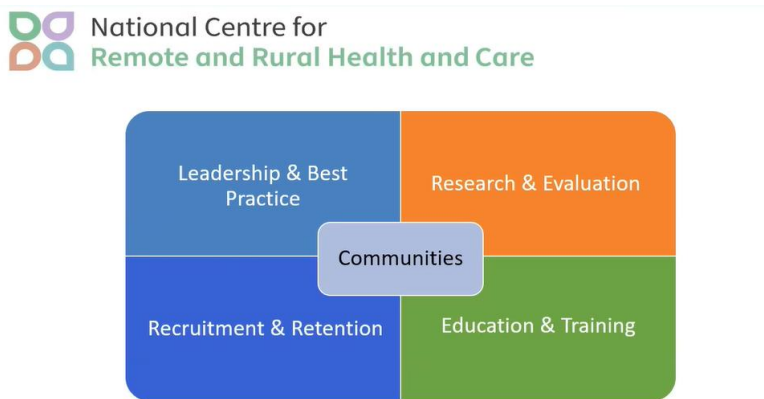 National Centre for
Remote and Rural Health and Care
Leadership & Best
Practice
Research & Evaluation
Communities
Recruitment & Retention
Education & Training